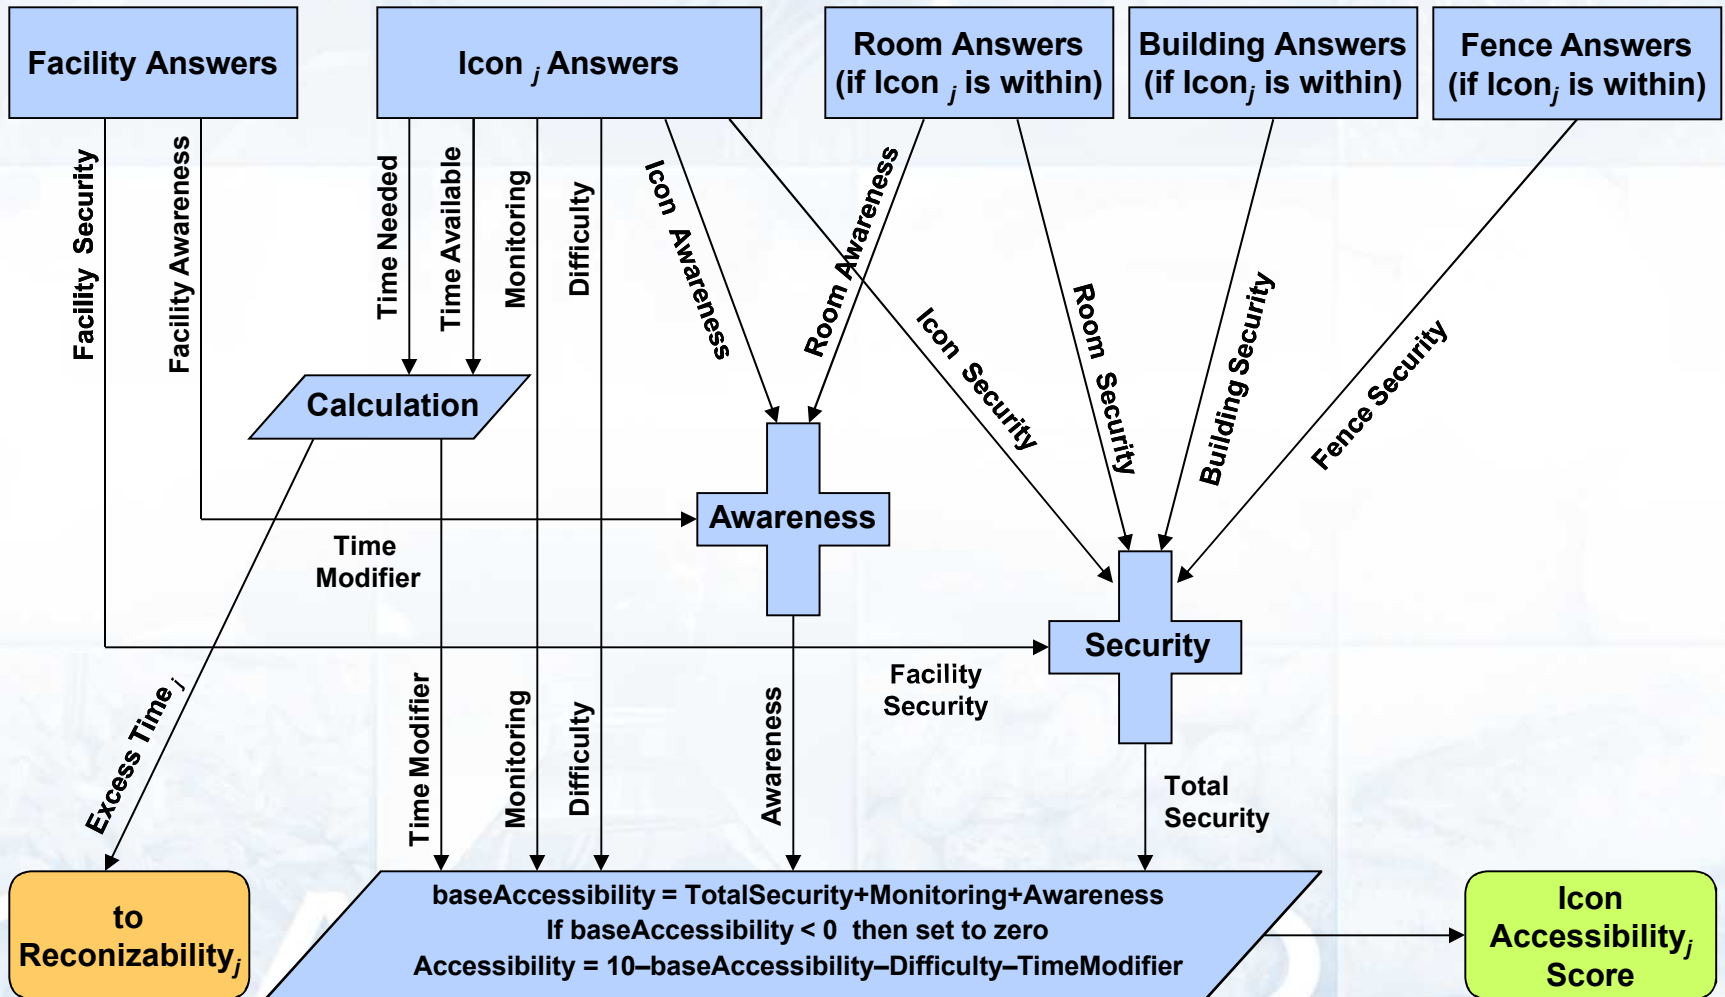 Facility Answers
Icon j Answers
Room Answers
(if Icon j is within)
Building Answers
(if Iconj is within)
Fence Answers
(if Iconj is within)
Facility Security
Facility Awareness
Time Needed
Time Available
Monitoring
Difficulty
Icon Awareness
Room Awareness
Icon Security
Room Security
Building Security
Fence Security
Calculation
Awareness
Time
Modifier
Security
Facility
Security
Excess Time j
Time Modifier
Monitoring
Difficulty
Awareness
Total
Security
to
Reconizabilityj
baseAccessibility = TotalSecurity+Monitoring+Awareness
If baseAccessibility < 0 then set to zero
Accessibility = 10–baseAccessibility–Difficulty–TimeModifier
Icon
Accessibilityj
Score